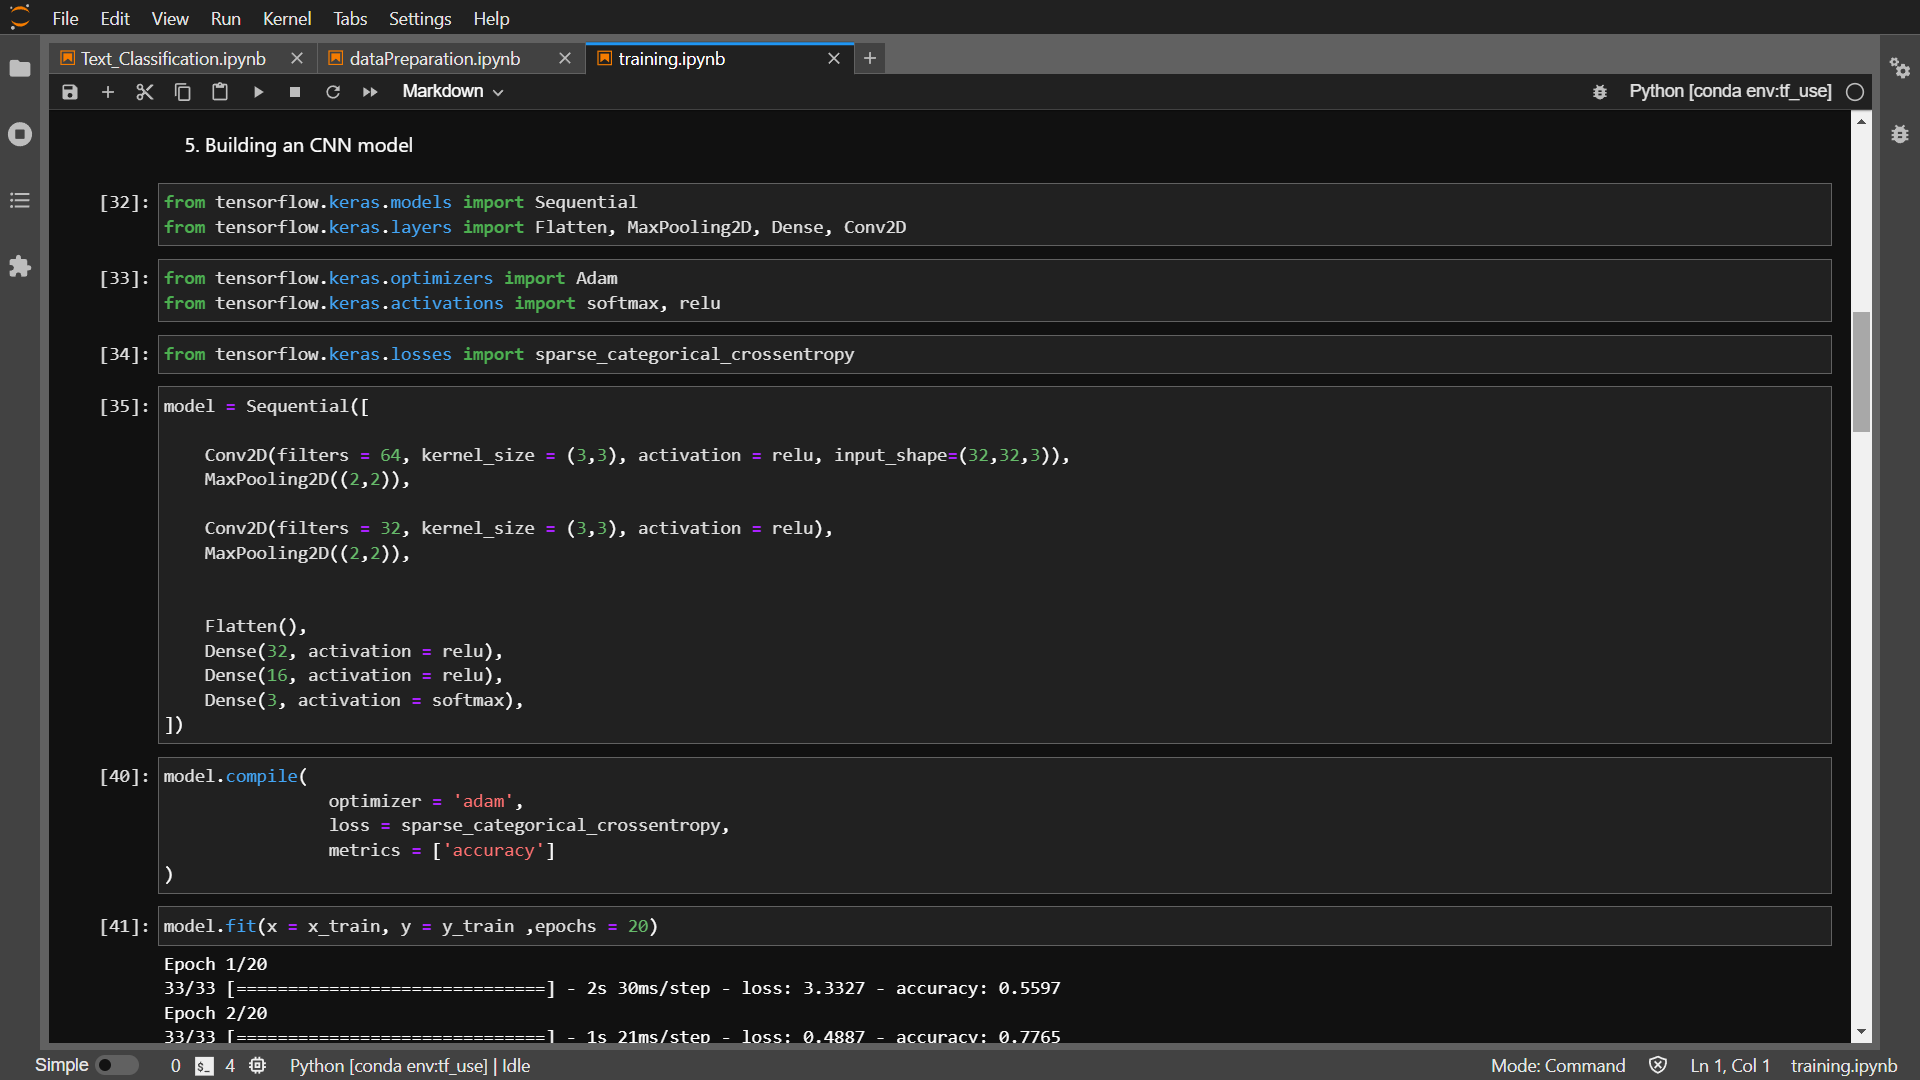 File Edit View Run Kernel Tabs Settings Help
Text_Classification.ipynb dataPreparation.ipynb training.ipynb
Markdown Python [conda env:tf_use]
5. Building an CNN model
[32]: from tensorflow.keras.models import Sequential
from tensorflow.keras.layers import Flatten, MaxPooling2D, Dense, Conv2D
[33]: from tensorflow.keras.optimizers import Adam
from tensorflow.keras.activations import softmax, relu
[34]: from tensorflow.keras.losses import sparse_categorical_crossentropy
[35]: model = Sequential([
Conv2D(filters = 64, kernel_size = (3,3), activation = relu, input_shape=(32,32,3)),
MaxPooling2D((2,2)),
Conv2D(filters = 32, kernel_size = (3,3), activation = relu),
MaxPooling2D((2,2)),
Flatten(),
Dense(32, activation = relu),
Dense(16, activation = relu),
Dense(3, activation = softmax),
])
[40]: model.compile(
optimizer = 'adam',
loss = sparse_categorical_crossentropy,
metrics = ['accuracy']
)
[41]: model.fit(x = x_train, y = y_train ,epochs = 20)
Epoch 1/20
33/33 [==============================] - 2s 30ms/step - loss: 3.3327 - accuracy: 0.5597
Epoch 2/20
33/33 [==============================] - 1s 21ms/step - loss: 0.4887 - accuracy: 0.7765
Simple 0 $_ 4 Python [conda env:tf_use] | Idle Mode: Command Ln 1, Col 1 training.ipynb